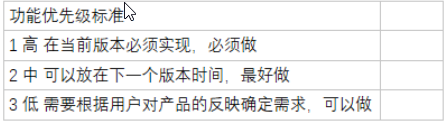 功能优先级标准
1 高 在当前版本必须实现，必须做
2 中 可以放在下一个版本时间，最好做
3 低 需要根据用户对产品的反映确定需求，可以做